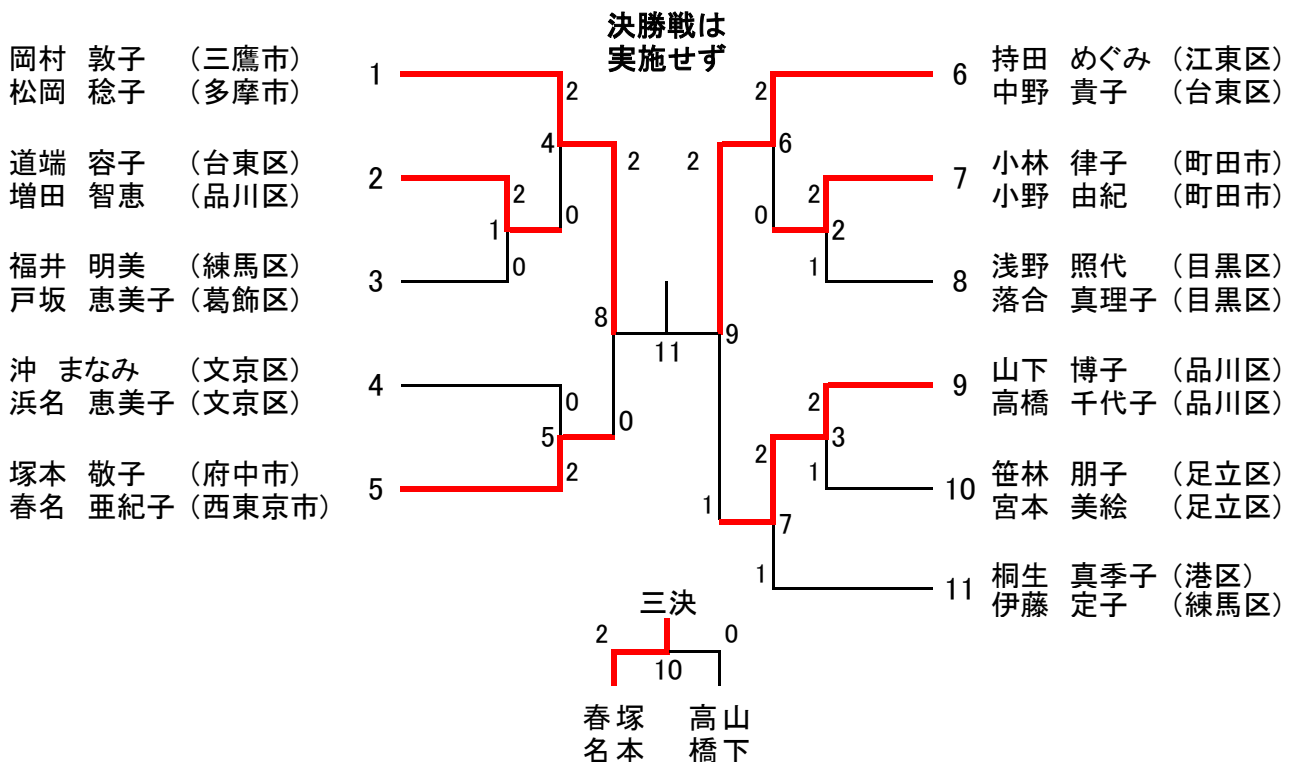 決勝戦は
実施せず
岡村 敦子 (三鷹市)
松岡 稔子 (多摩市)
1
道端 容子 (台東区)
増田 智恵 (品川区)
2
福井 明美 (練馬区)
戸坂 恵美子 (葛飾区)
3
沖 まなみ (文京区)
浜名 恵美子 (文京区)
4
塚本 敬子 (府中市)
春名 亜紀子 (西東京市)
5
2
4
0
2
1
0
0
5
2
2
8
0
11
2
9
1
2
6
0
2
2
1
2
3
1
2
7
1
6
持田 めぐみ (江東区)
中野 貴子 (台東区)
7
小林 律子 (町田市)
小野 由紀 (町田市)
8
浅野 照代 (目黒区)
落合 真理子 (目黒区)
9
山下 博子 (品川区)
高橋 千代子 (品川区)
10
笹林 朋子 (足立区)
宮本 美絵 (足立区)
11
桐生 真季子 (港区)
伊藤 定子 (練馬区)
三決
2
0
10
塚本
春名
山下
高橋